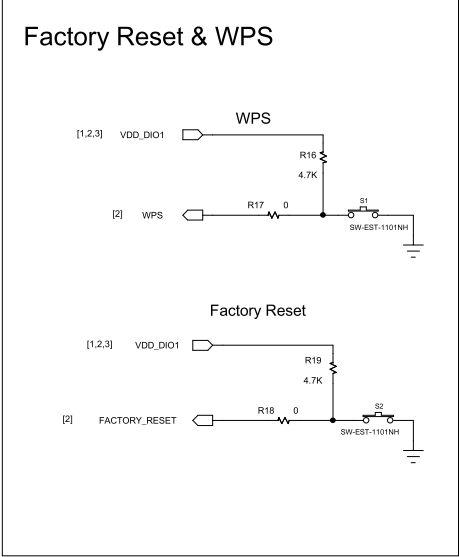 Factory Reset & WPS
WPS
[1,2,3] VDD_DIO1
R16
4.7K
R17 0
S1
[2] WPS
SW-EST-1101NH
Factory Reset
[1,2,3] VDD_DIO1
R19
4.7K
R18 0
S2
[2] FACTORY_RESET
SW-EST-1101NH